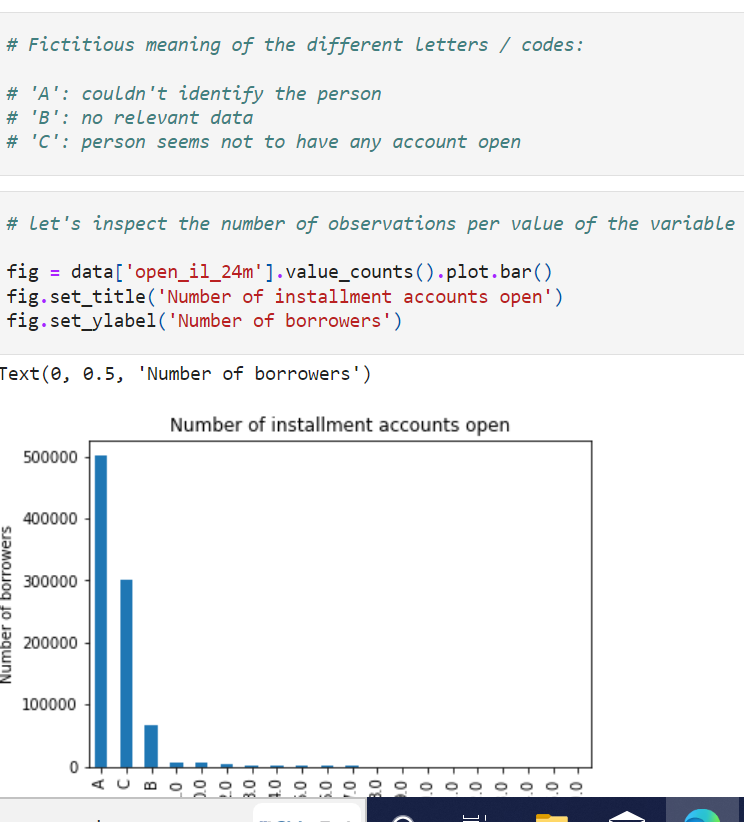 # Fictitious meaning of the different letters / codes:
# 'A': couldn't identify the person
# 'B': no relevant data
# 'C': person seems not to have any account open
# let's inspect the number of observations per value of the variable
fig = data['open_il_24m'].value_counts().plot.bar()
fig.set_title('Number of installment accounts open')
fig.set_ylabel('Number of borrowers')
Text(0, 0.5, 'Number of borrowers')
Number of installment accounts open
500000
400000
300000
200000
100000
0
Number of borrowers
A C B